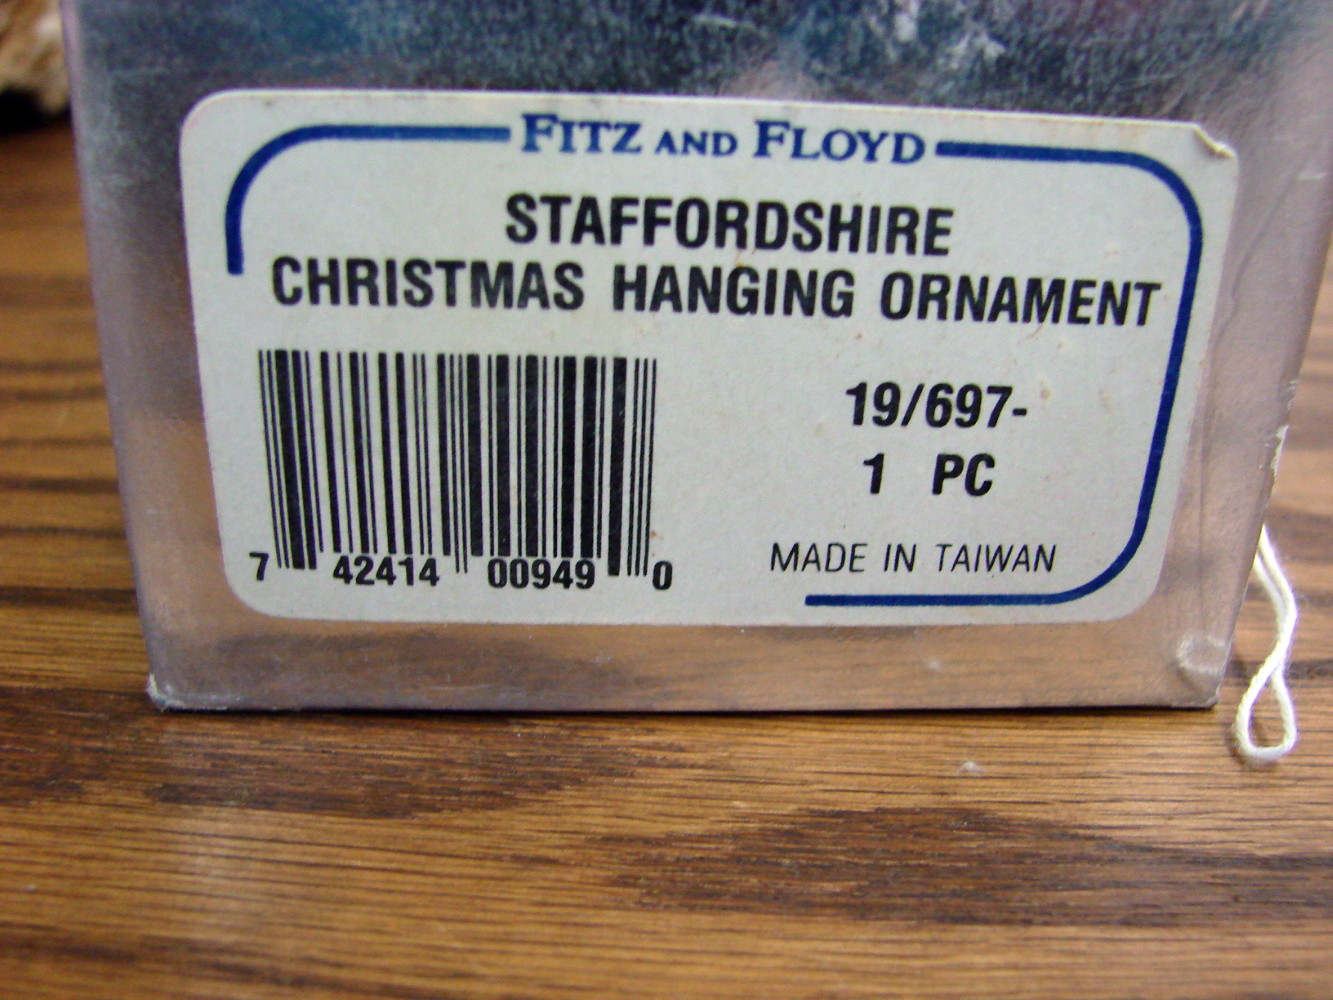 FITZ AND FLOYD
STAFFORDSHIRE
CHRISTMAS HANGING ORNAMENT
19/697-
1 PC
7 42414 00949 0
MADE IN TAIWAN